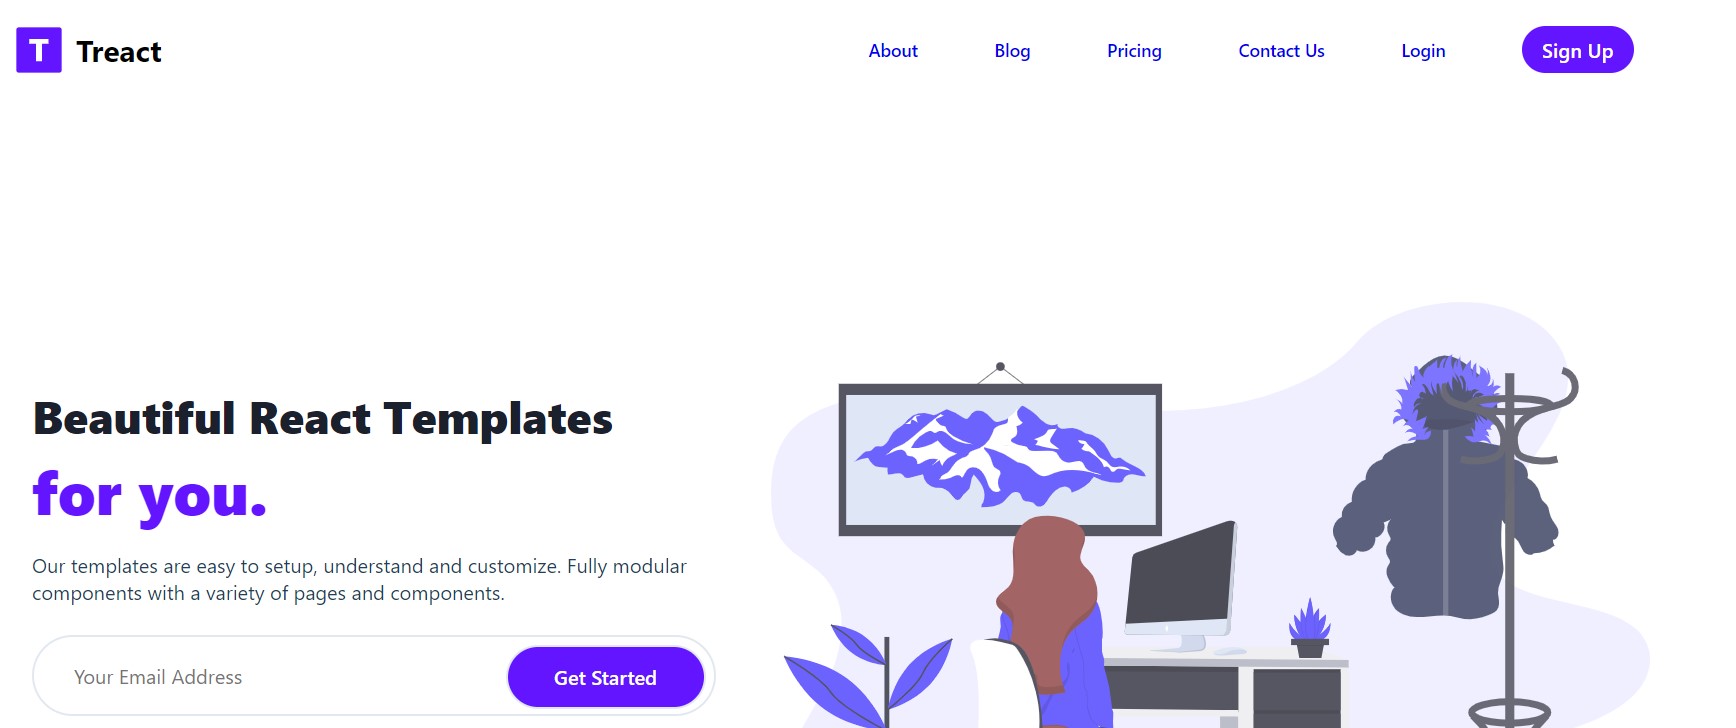 T Treact
About Blog Pricing Contact Us Login Sign Up
Beautiful React Templates
for you.
Our templates are easy to setup, understand and customize. Fully modular
components with a variety of pages and components.
Your Email Address Get Started